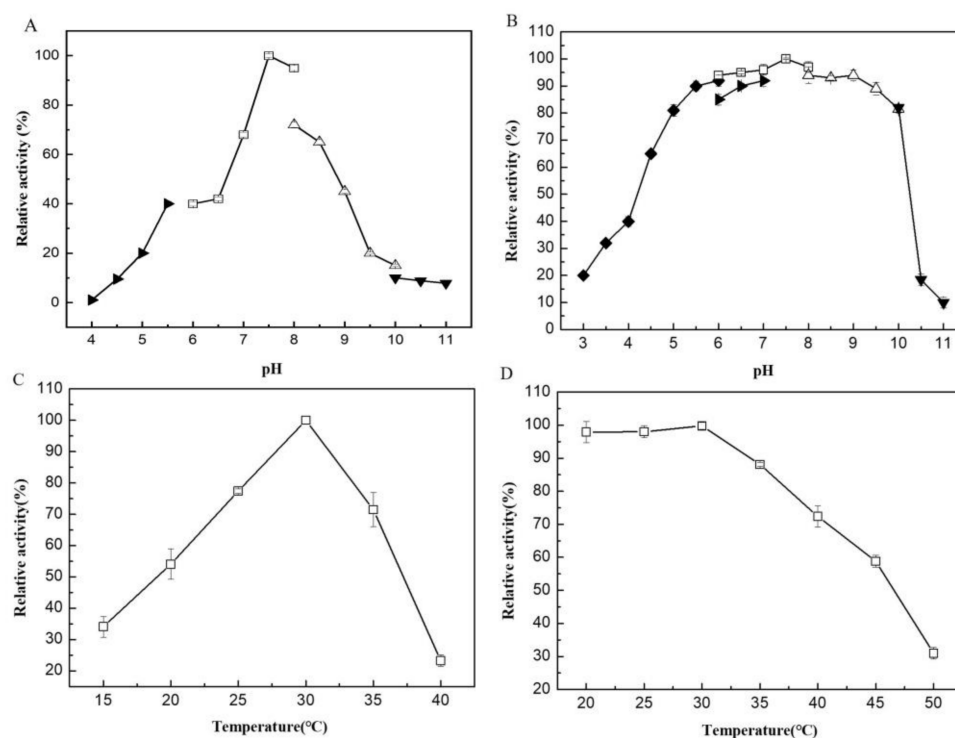 A
Relative activity (%)
100
80
60
40
20
0
4 5 6 7 8 9 10 11
pH
B
Relative activity (%)
110
100
90
80
70
60
50
40
30
20
10
0
3 4 5 6 7 8 9 10 11
pH
C
Relative activity(%)
110
100
90
80
70
60
50
40
30
20
15 20 25 30 35 40
Temperature(°C)
D
Relative activity(%)
110
100
90
80
70
60
50
40
30
20
20 25 30 35 40 45 50
Temperature(°C)